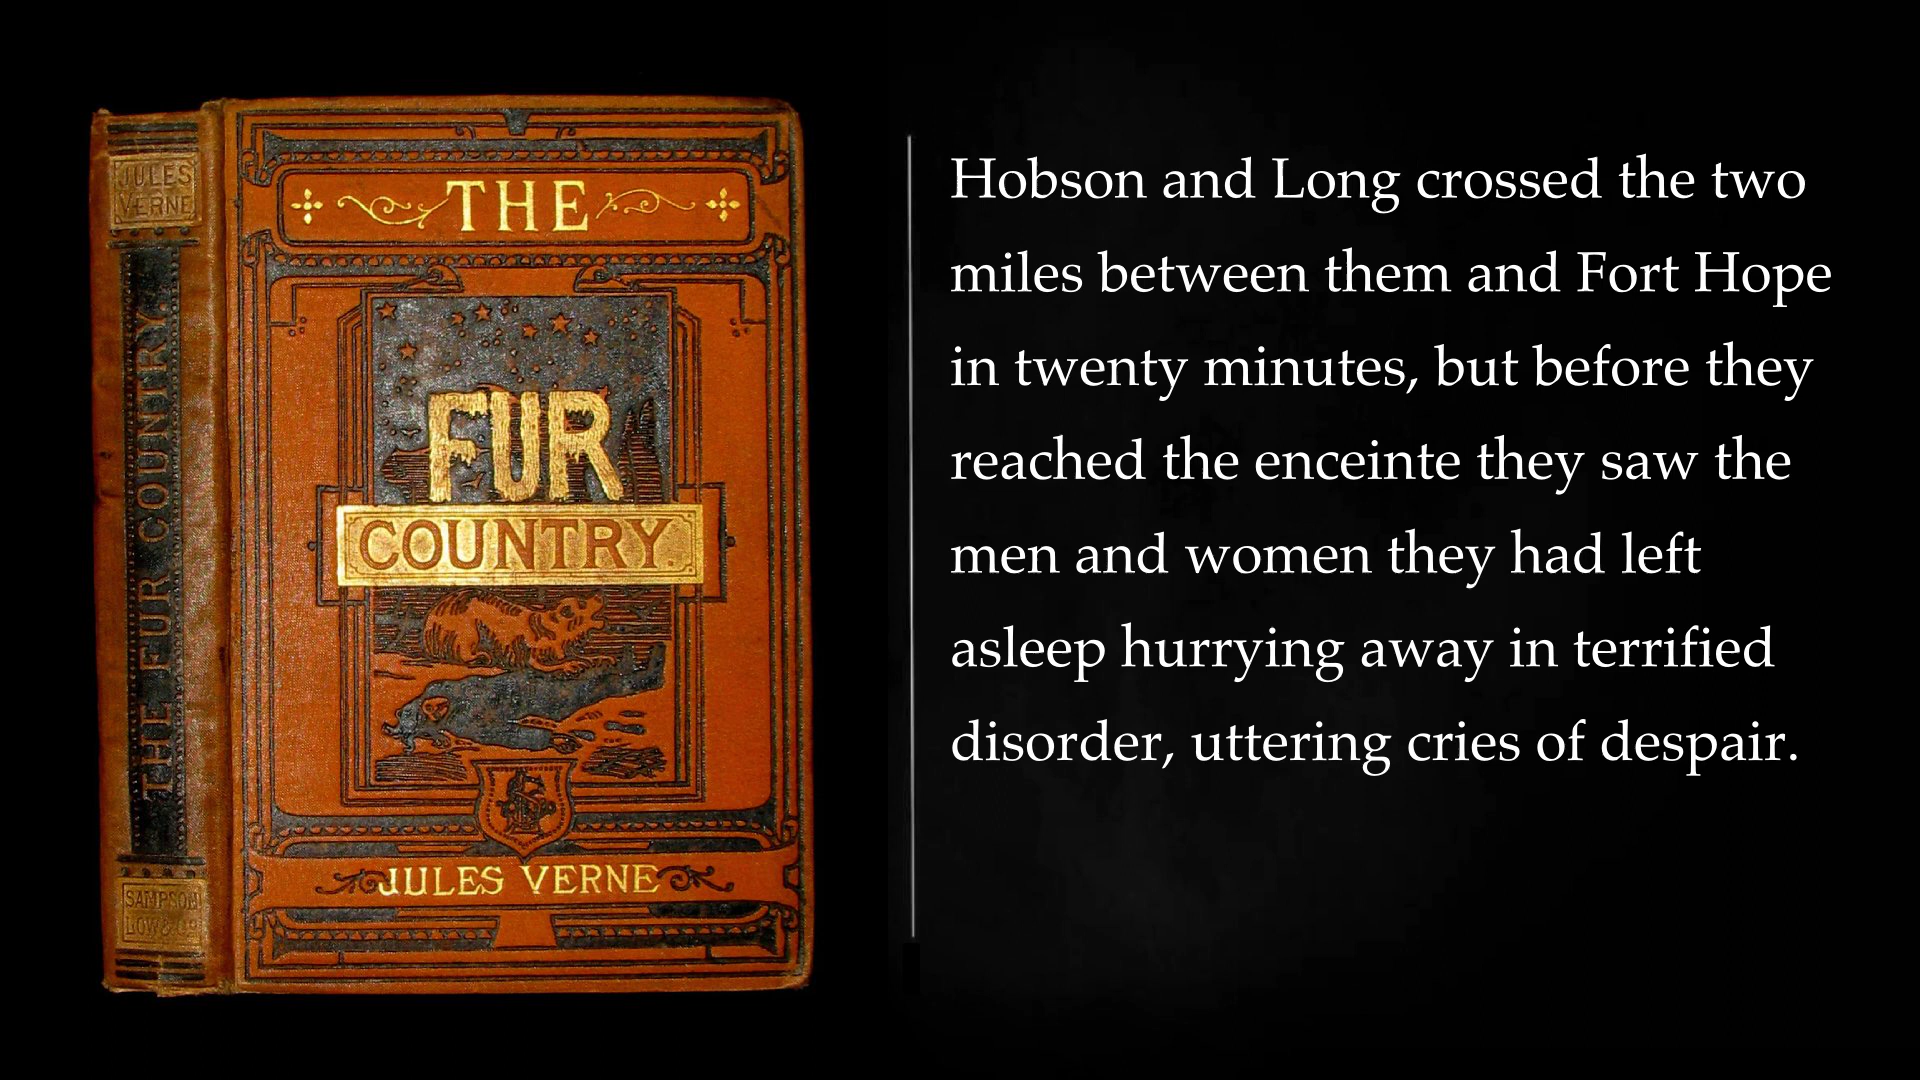 JULES
VERNE
THE FUR COUNTRY.
SAMPSON
LOW & Co
THE
FUR
COUNTRY.
JULES VERNE
Hobson and Long crossed the two
miles between them and Fort Hope
in twenty minutes, but before they
reached the enceinte they saw the
men and women they had left
asleep hurrying away in terrified
disorder, uttering cries of despair.